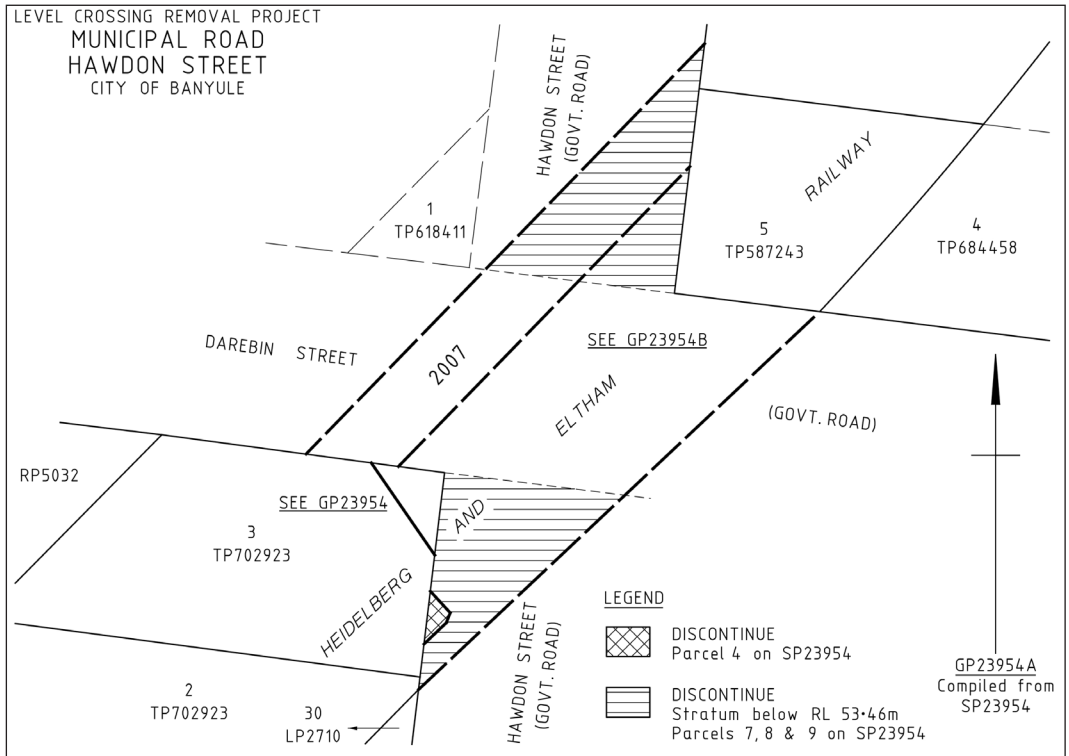 LEVEL CROSSING REMOVAL PROJECT
MUNICIPAL ROAD
HAWDON STREET
CITY OF BANYULE
HAWDON STREET
(GOVT. ROAD)
RAILWAY
1
TP618411
5
TP587243
4
TP684458
DAREBIN STREET
2007
SEE GP23954B
ELTHAM
(GOVT. ROAD)
RP5032
SEE GP23954
AND
3
TP702923
HEIDELBERG
HAWDON STREET
(GOVT. ROAD)
2
TP702923
30
LP2710
LEGEND
DISCONTINUE
Parcel 4 on SP23954
DISCONTINUE
Stratum below RL 53·46m
Parcels 7, 8 & 9 on SP23954
GP23954A
Compiled from
SP23954